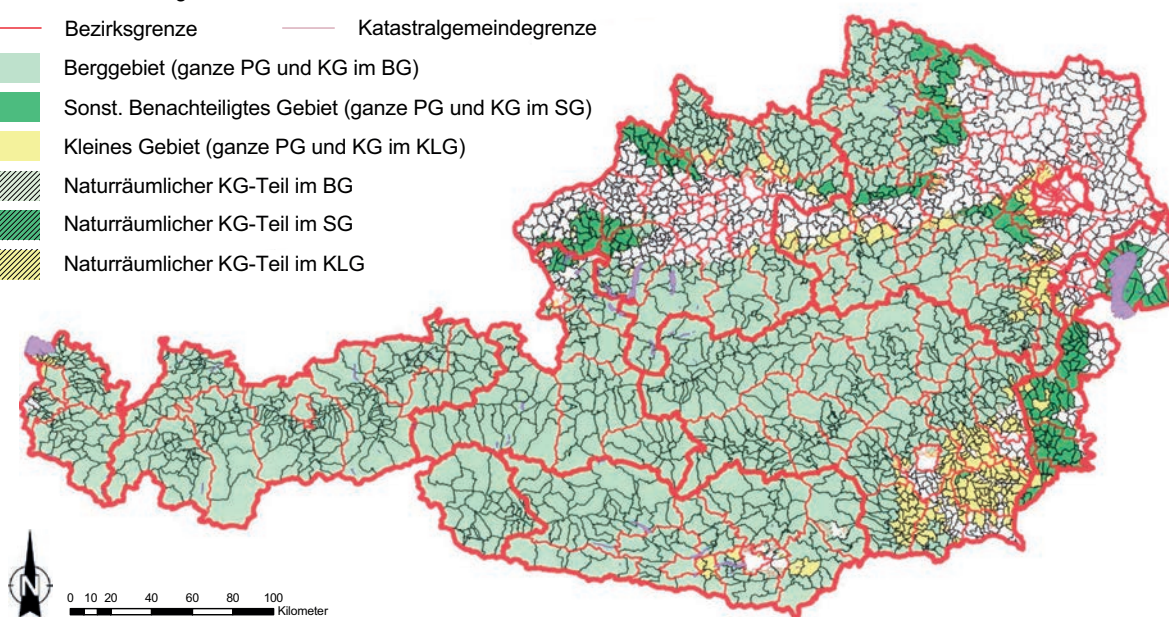 Bezirksgrenze Katastralgemeindegrenze
Berggebiet (ganze PG und KG im BG)
Sonst. Benachteiligtes Gebiet (ganze PG und KG im SG)
Kleines Gebiet (ganze PG und KG im KLG)
Naturräumlicher KG-Teil im BG
Naturräumlicher KG-Teil im SG
Naturräumlicher KG-Teil im KLG
N
0 10 20 40 60 80 100
Kilometer